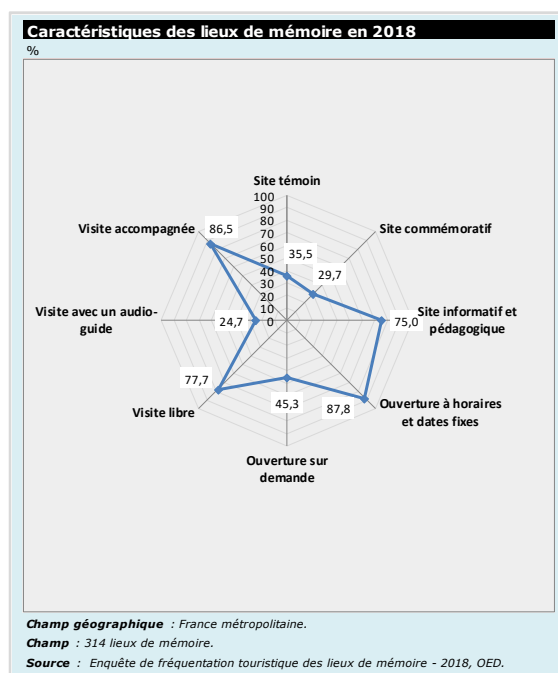 Caractéristiques des lieux de mémoire en 2018
%
Site témoin
100
90
80
70
60
50
40
30
20
10
0
Visite accompagnée
86,5
35,5
Site commémoratif
29,7
Visite avec un audio-
guide
24,7
Site informatif et
pédagogique
75,0
77,7
Visite libre
45,3
87,8
Ouverture à horaires
et dates fixes
Ouverture sur
demande
Champ géographique : France métropolitaine.
Champ : 314 lieux de mémoire.
Source : Enquête de fréquentation touristique des lieux de mémoire - 2018, OED.